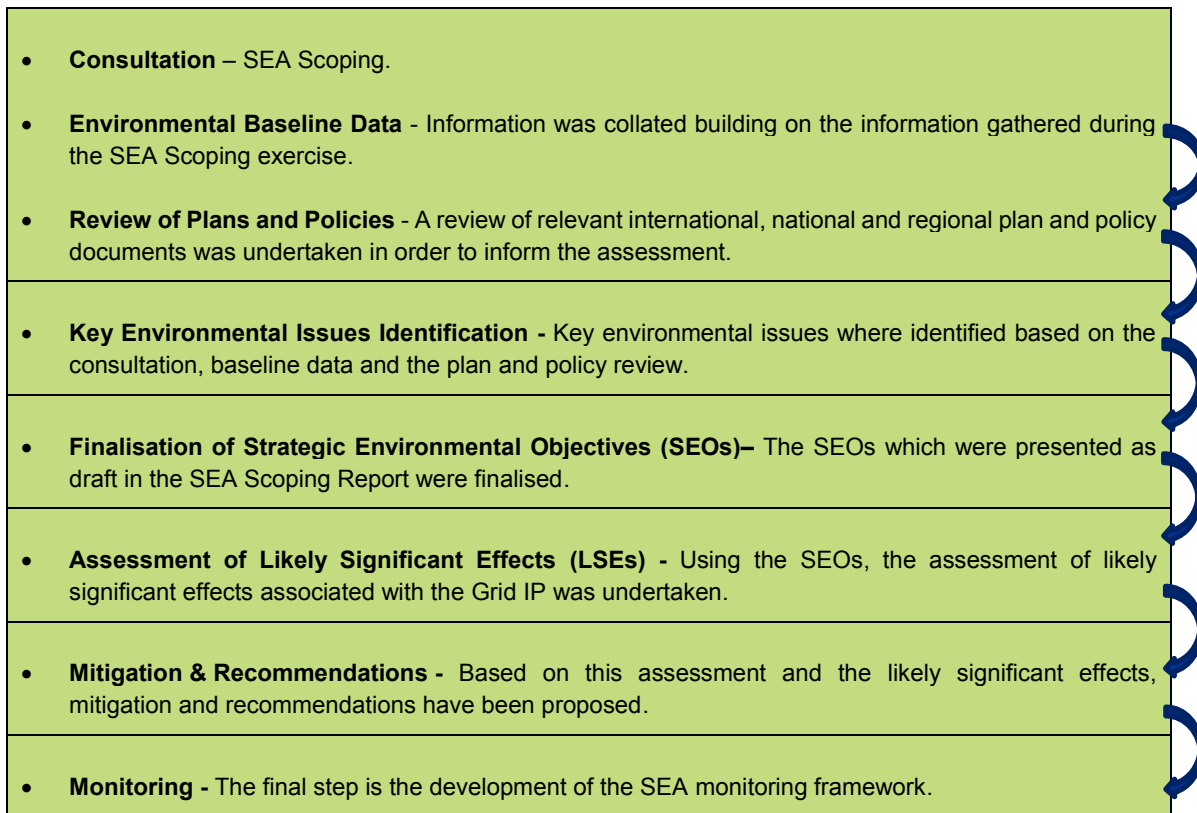 • Consultation – SEA Scoping.
• Environmental Baseline Data - Information was collated building on the information gathered during
the SEA Scoping exercise.
• Review of Plans and Policies - A review of relevant international, national and regional plan and policy
documents was undertaken in order to inform the assessment.
• Key Environmental Issues Identification - Key environmental issues where identified based on the
consultation, baseline data and the plan and policy review.
• Finalisation of Strategic Environmental Objectives (SEOs)– The SEOs which were presented as
draft in the SEA Scoping Report were finalised.
• Assessment of Likely Significant Effects (LSEs) - Using the SEOs, the assessment of likely
significant effects associated with the Grid IP was undertaken.
• Mitigation & Recommendations - Based on this assessment and the likely significant effects,
mitigation and recommendations have been proposed.
• Monitoring - The final step is the development of the SEA monitoring framework.